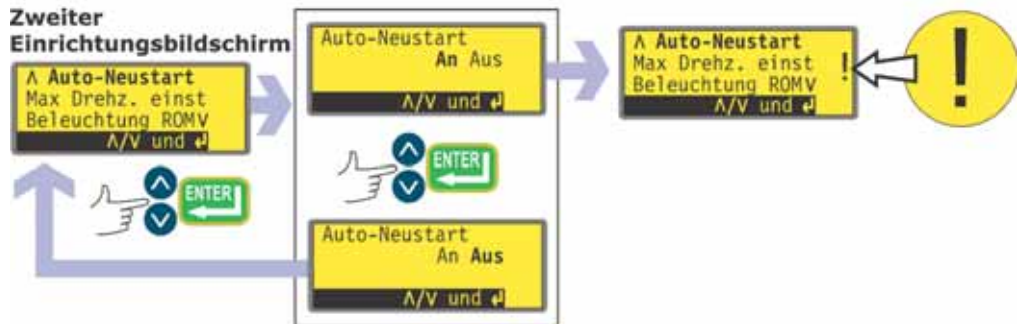 Zweiter
Einrichtungsbildschirm
Λ Auto-Neustart
Max Drehz. einst
Beleuchtung ROMV
Λ/V und ↲
ENTER
Auto-Neustart
An Aus
Λ/V und ↲
ENTER
Auto-Neustart
An Aus
Λ/V und ↲
Λ Auto-Neustart
Max Drehz. einst !
Beleuchtung ROMV
Λ/V und ↲
!